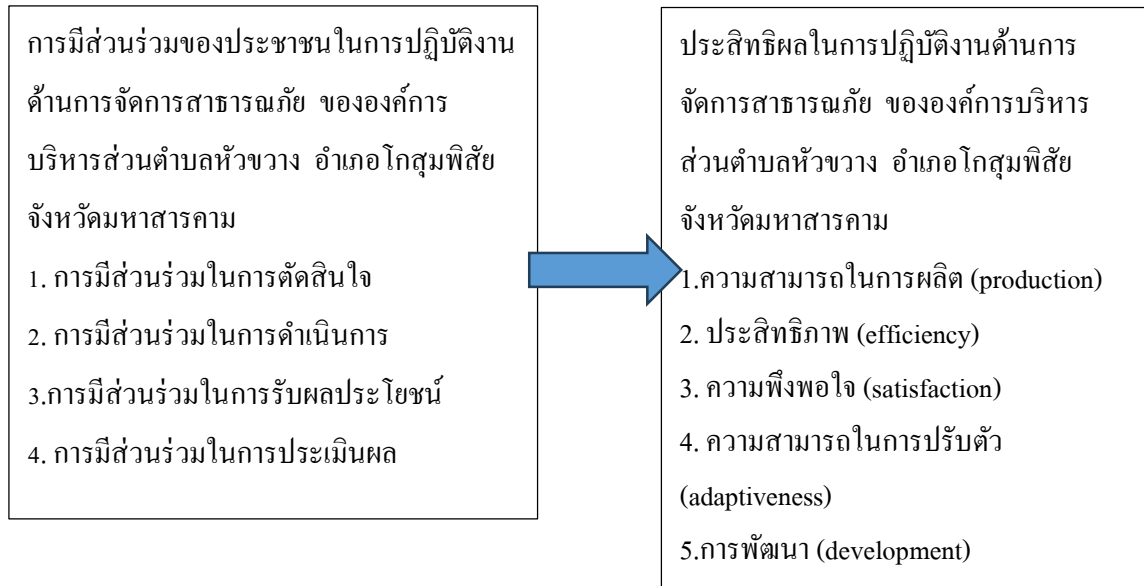 การมีส่วนร่วมของประชาชนในการปฏิบัติงาน
ด้านการจัดการสาธารณภัย ขององค์การ
บริหารส่วนตำบลหัวขวาง อำเภอโกสุมพิสัย
จังหวัดมหาสารคาม
1. การมีส่วนร่วมในการตัดสินใจ
2. การมีส่วนร่วมในการดำเนินการ
3.การมีส่วนร่วมในการรับผลประโยชน์
4. การมีส่วนร่วมในการประเมินผล
ประสิทธิผลในการปฏิบัติงานด้านการ
จัดการสาธารณภัย ขององค์การบริหาร
ส่วนตำบลหัวขวาง อำเภอโกสุมพิสัย
จังหวัดมหาสารคาม
1.ความสามารถในการผลิต (production)
2. ประสิทธิภาพ (efficiency)
3. ความพึงพอใจ (satisfaction)
4. ความสามารถในการปรับตัว
(adaptiveness)
5.การพัฒนา (development)